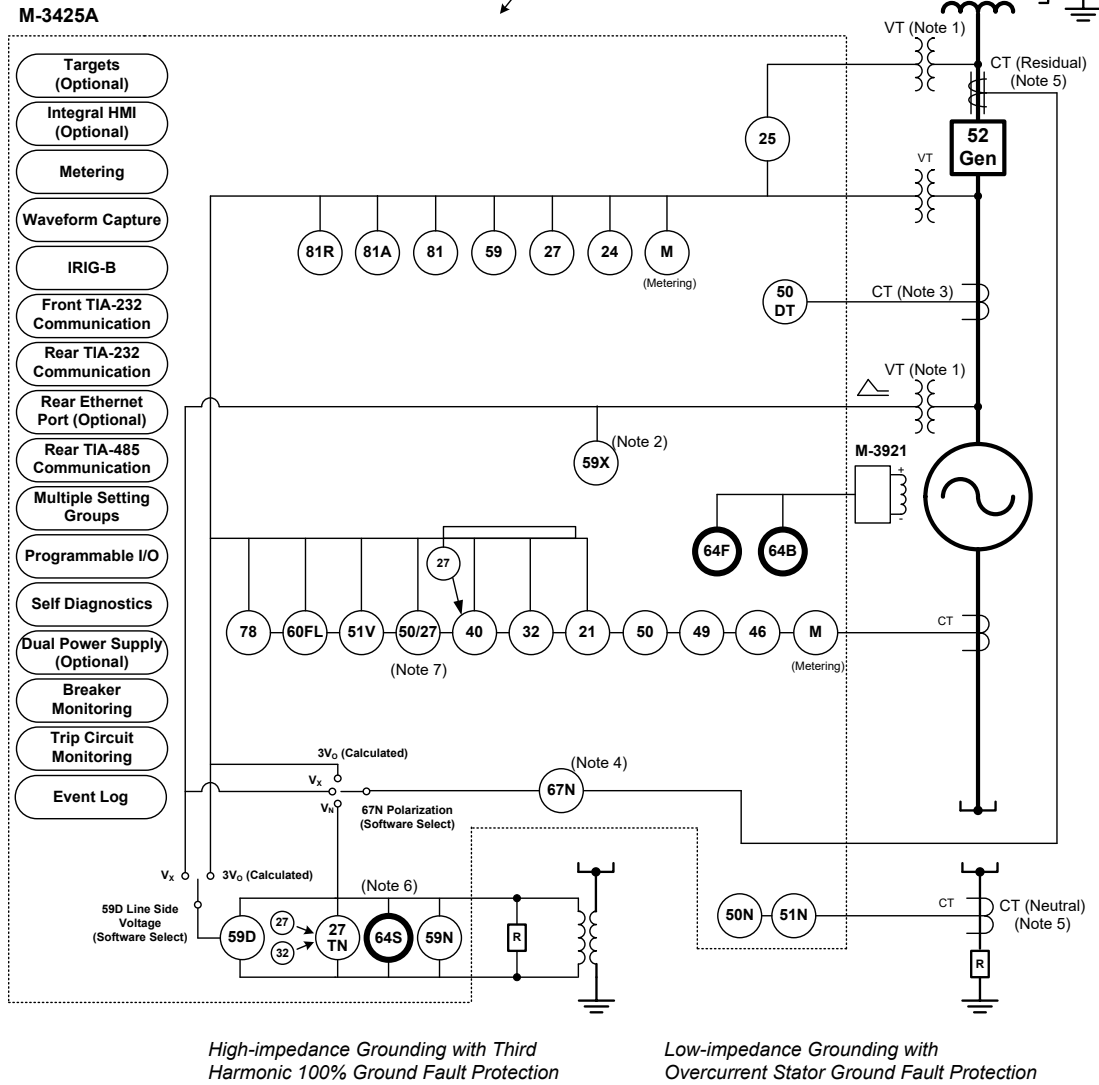 M-3425A
Targets
(Optional)
Integral HMI
(Optional)
Metering
Waveform Capture
IRIG-B
Front TIA-232
Communication
Rear TIA-232
Communication
Rear Ethernet
Port (Optional)
Rear TIA-485
Communication
Multiple Setting
Groups
Programmable I/O
Self Diagnostics
Dual Power Supply
(Optional)
Breaker
Monitoring
Trip Circuit
Monitoring
Event Log
VT (Note 1)
CT (Residual)
(Note 5)
25
52
Gen
VT
81R
81A
81
59
27
24
M
(Metering)
50
DT
CT (Note 3)
VT (Note 1)
59X
(Note 2)
M-3921
+
-
64F
64B
27
78
60FL
51V
50/27
40
32
21
50
49
46
M
CT
(Note 7)
(Metering)
3VO (Calculated)
VX
VN
67N Polarization
(Software Select)
67N
(Note 4)
VX
3VO (Calculated)
59D Line Side
Voltage
(Software Select)
(Note 6)
59D
27
32
27
TN
64S
59N
R
50N
51N
CT
CT (Neutral)
(Note 5)
R
High-impedance Grounding with Third
Harmonic 100% Ground Fault Protection
Low-impedance Grounding with
Overcurrent Stator Ground Fault Protection